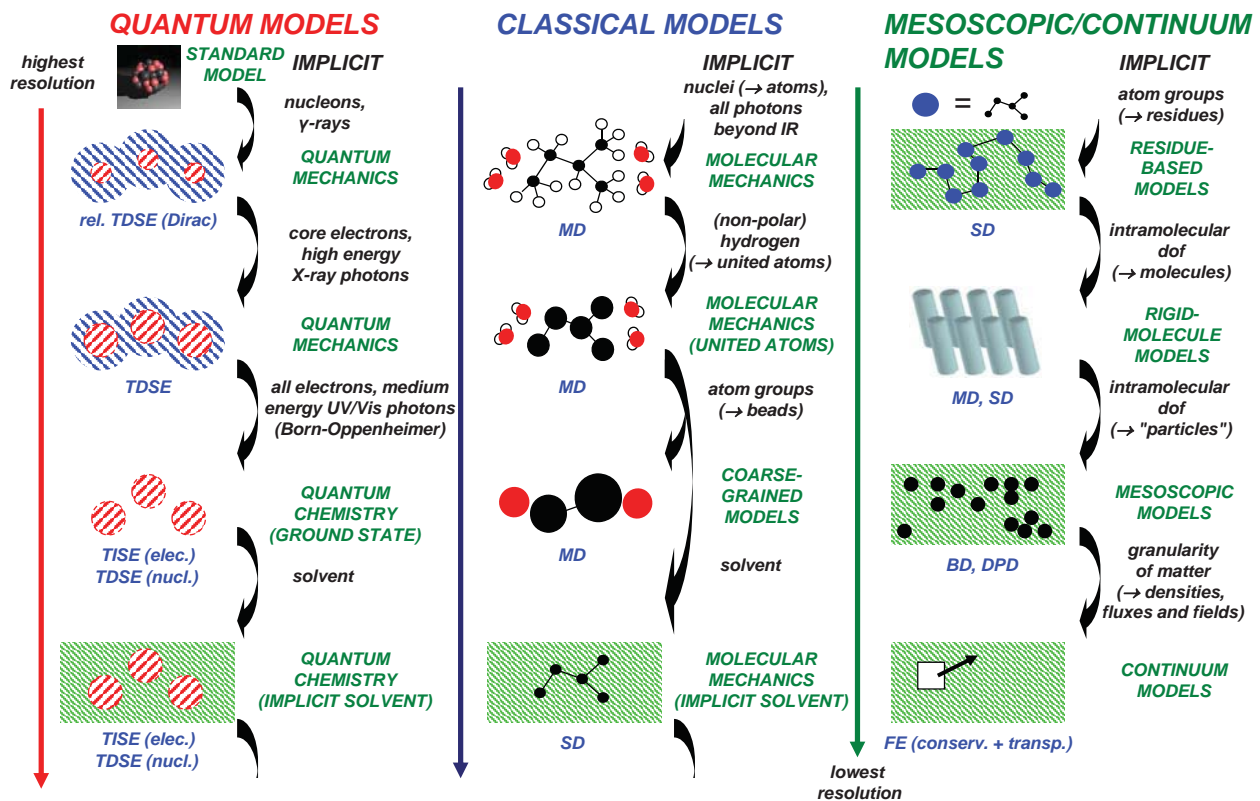 QUANTUM MODELS
highest
resolution
STANDARD
MODEL
IMPLICIT
nucleons,
γ-rays
QUANTUM
MECHANICS
rel. TDSE (Dirac)
core electrons,
high energy
X-ray photons
QUANTUM
MECHANICS
TDSE
all electrons, medium
energy UV/Vis photons
(Born-Oppenheimer)
QUANTUM
CHEMISTRY
(GROUND STATE)
TISE (elec.)
TDSE (nucl.)
solvent
QUANTUM
CHEMISTRY
(IMPLICIT SOLVENT)
TISE (elec.)
TDSE (nucl.)
CLASSICAL MODELS
IMPLICIT
nuclei (→ atoms),
all photons
beyond IR
MOLECULAR
MECHANICS
MD
(non-polar)
hydrogen
(→ united atoms)
MOLECULAR
MECHANICS
(UNITED ATOMS)
MD
atom groups
(→ beads)
COARSE-
GRAINED
MODELS
MD
solvent
MOLECULAR
MECHANICS
(IMPLICIT SOLVENT)
SD
MESOSCOPIC/CONTINUUM
MODELS
IMPLICIT
=
atom groups
(→ residues)
RESIDUE-
BASED
MODELS
SD
intramolecular
dof
(→ molecules)
RIGID-
MOLECULE
MODELS
MD, SD
intramolecular
dof
(→ "particles")
MESOSCOPIC
MODELS
BD, DPD
granularity
of matter
(→ densities,
fluxes and fields)
CONTINUUM
MODELS
FE (conserv. + transp.)
lowest
resolution